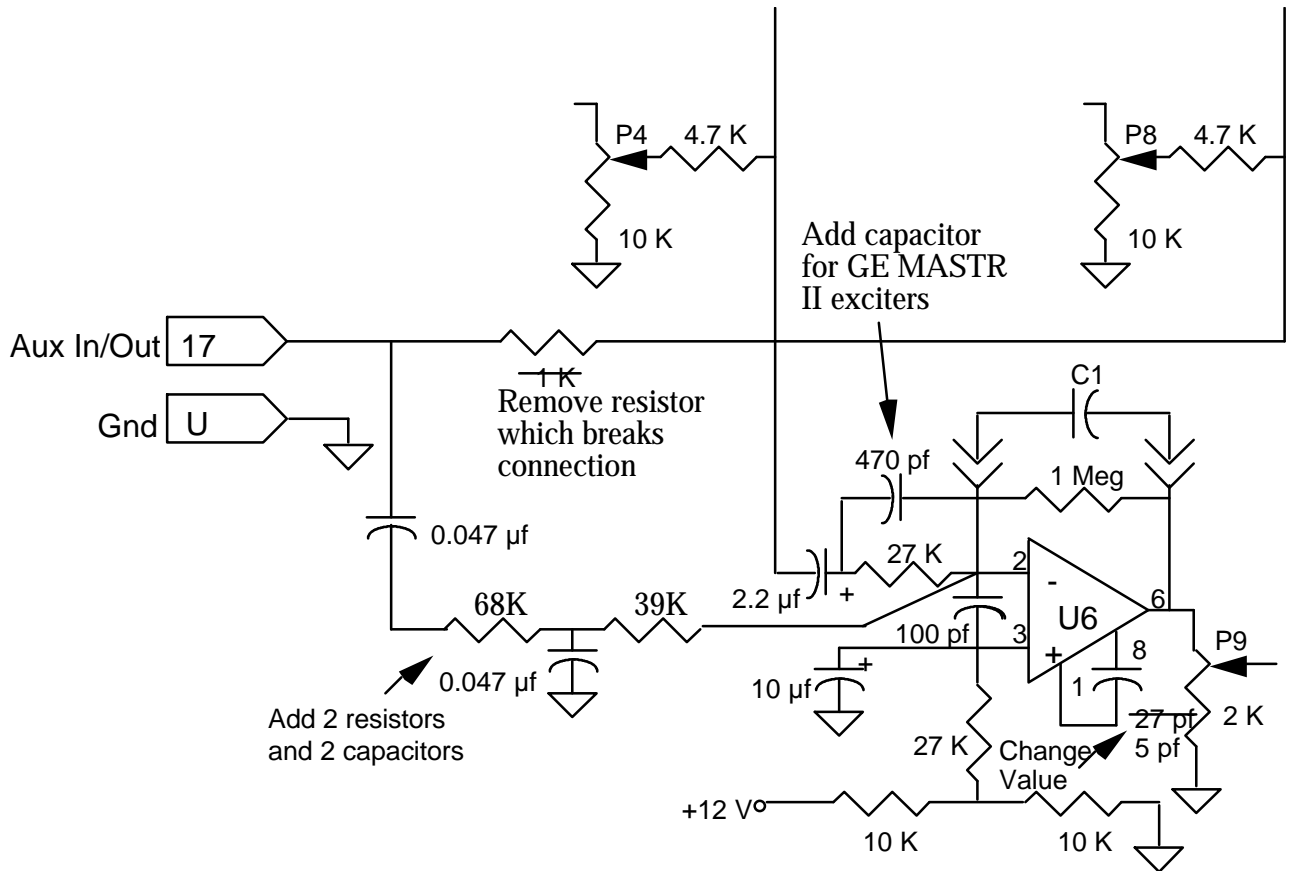 P4
4.7 K
P8
4.7 K
10 K
10 K
Add capacitor
for GE MASTR
II exciters
Aux In/Out
17
1 K
Remove resistor
which breaks
connection
Gnd
U
C1
470 pf
1 Meg
0.047 µf
27 K
2
-
2.2 µf
+
68K
39K
U6
6
100 pf
3
+
8
P9
0.047 µf
10 µf
+
1
Add 2 resistors
and 2 capacitors
27 K
Change
Value
27 pf
5 pf
2 K
+12 V
10 K
10 K